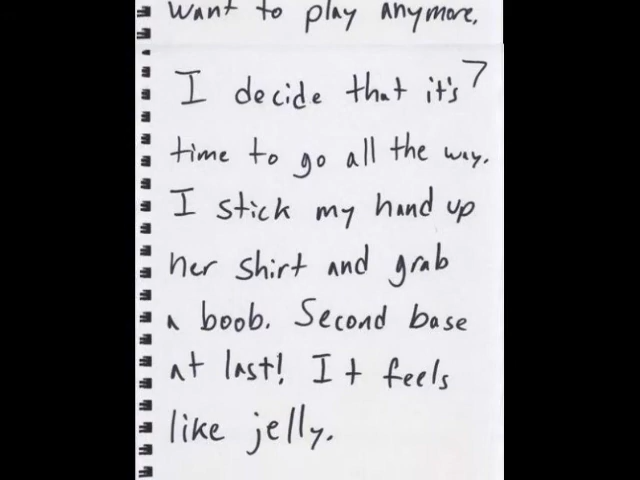 want to play anymore.
7
I decide that it's
time to go all the way.
I stick my hand up
her shirt and grab
a boob. Second base
at last! It feels
like jelly.